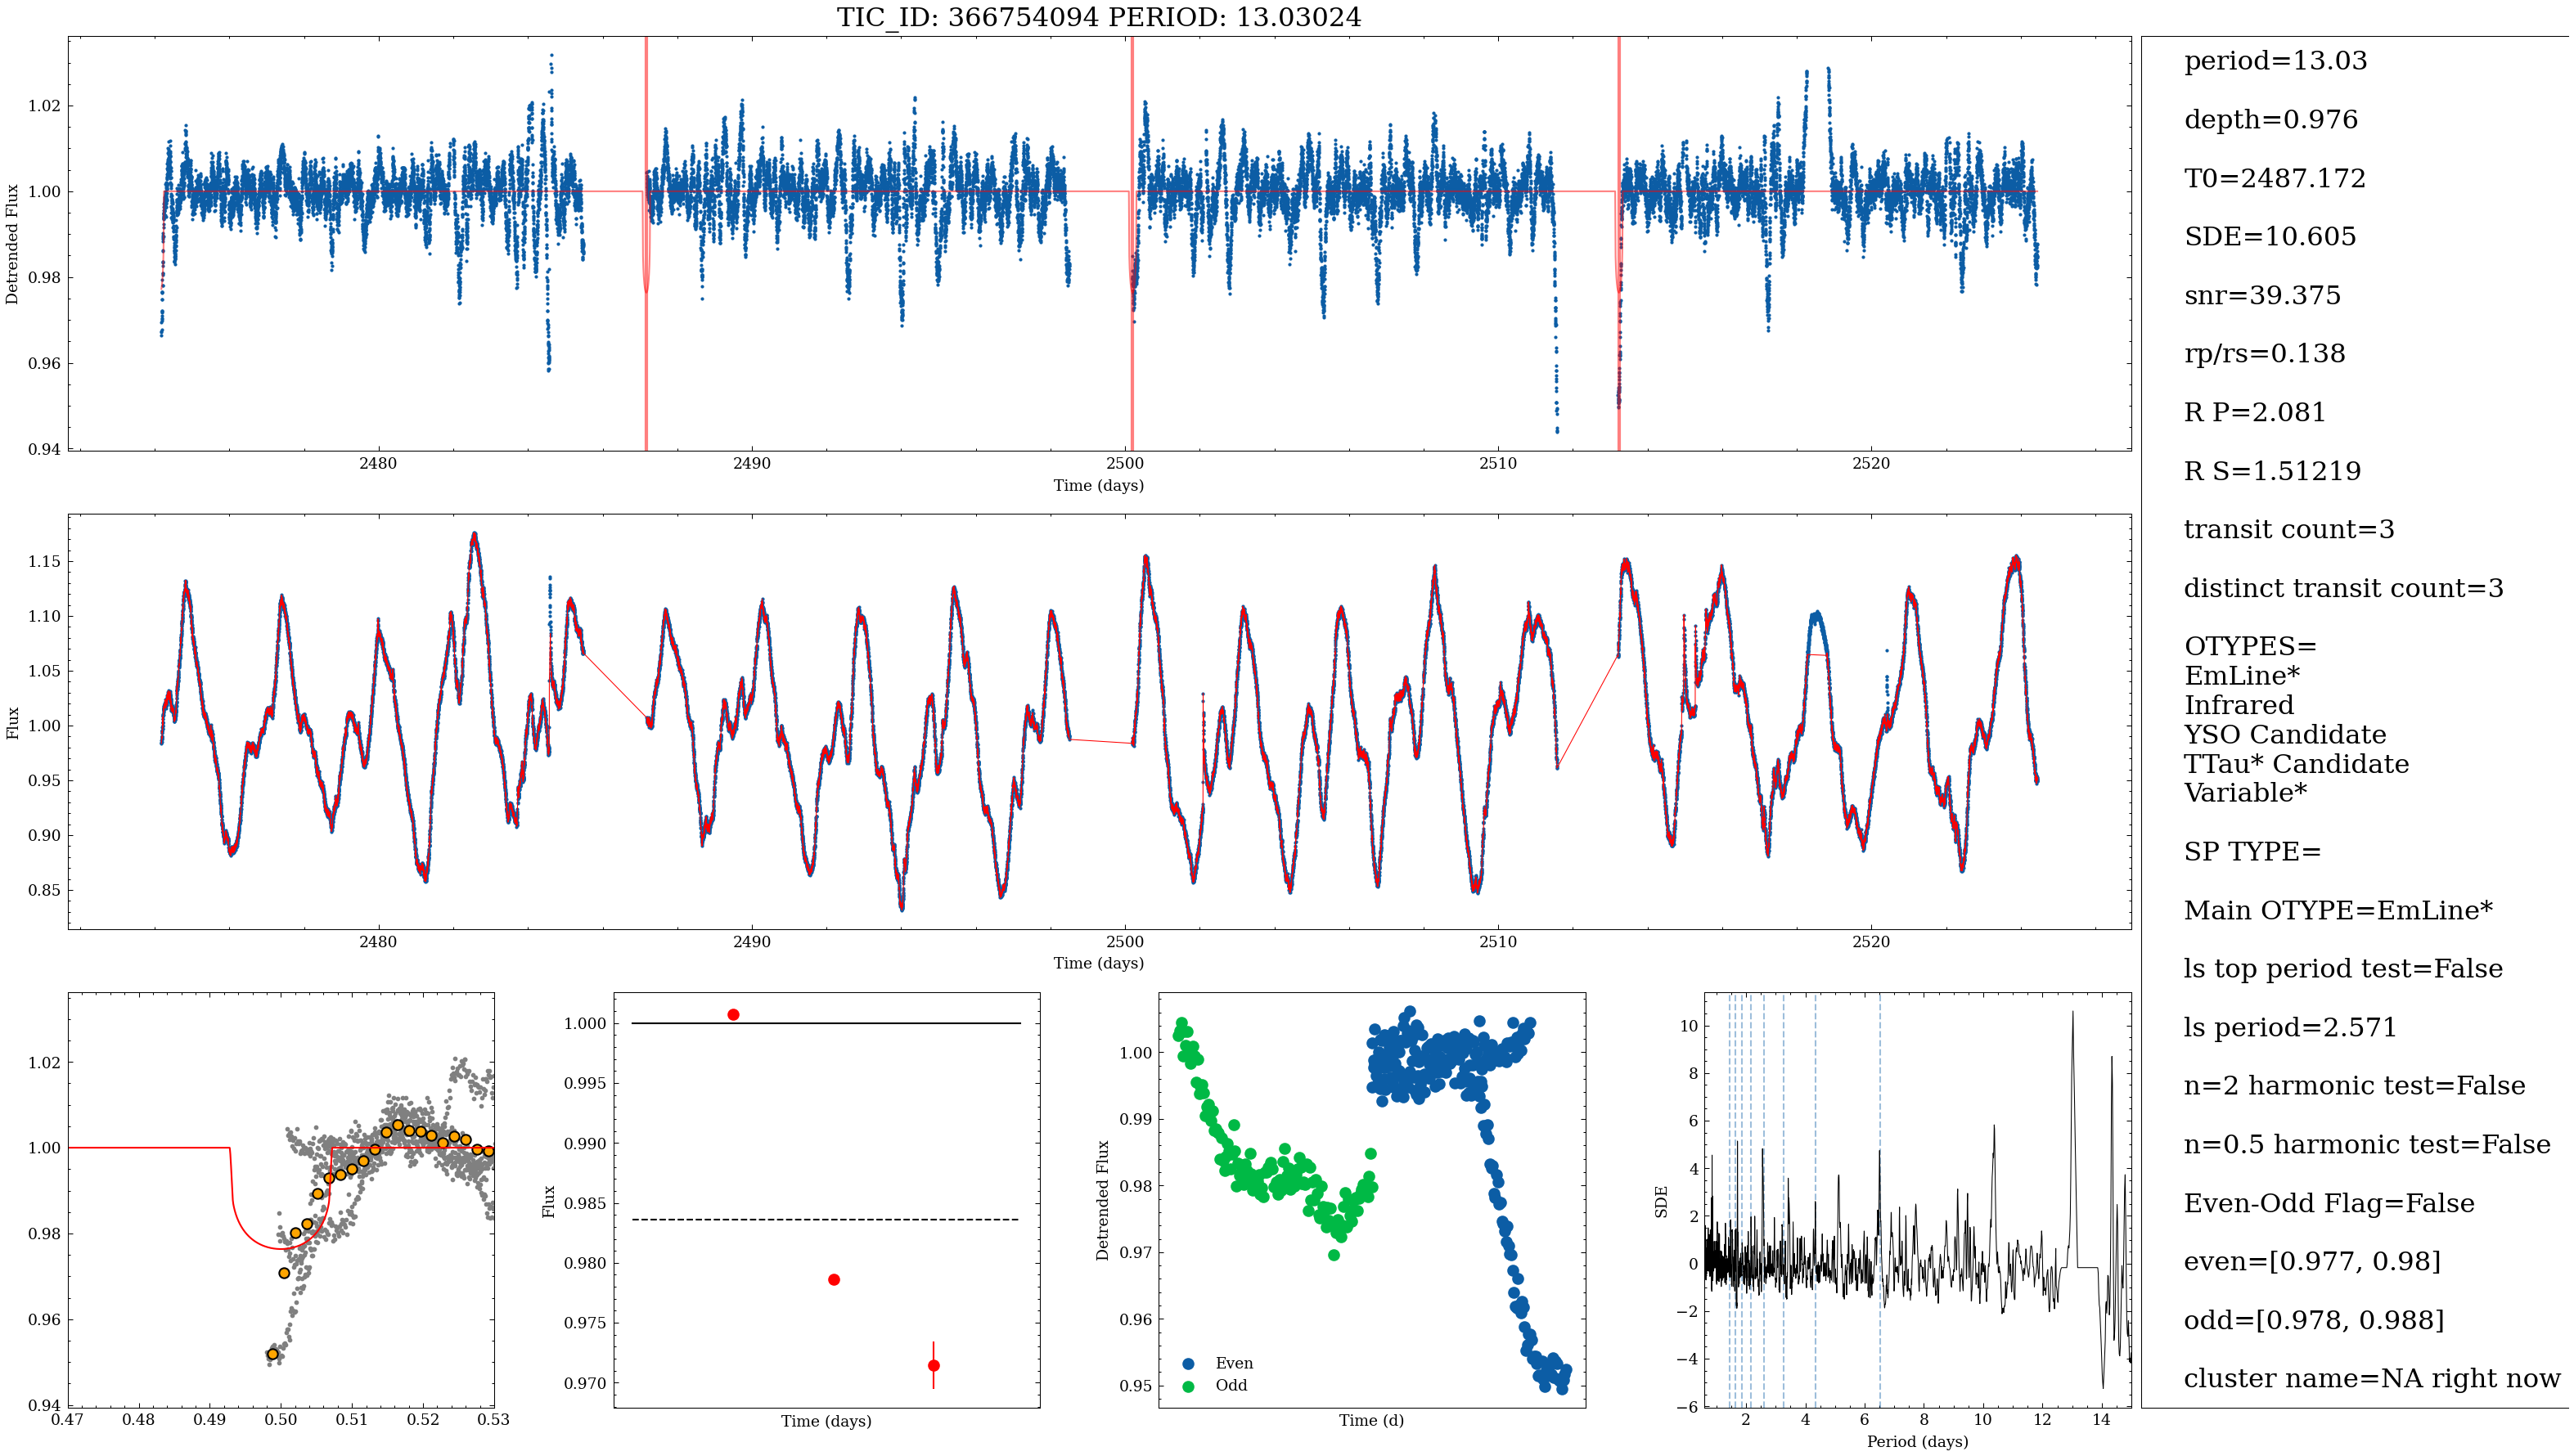 TIC_ID: 366754094 PERIOD: 13.03024
Detrended Flux
1.02
1.00
0.98
0.96
0.94
2480 2490 2500 2510 2520
Time (days)
Flux
1.15
1.10
1.05
1.00
0.95
0.90
0.85
2480 2490 2500 2510 2520
Time (days)
1.02
1.00
0.98
0.96
0.94
0.47 0.48 0.49 0.50 0.51 0.52 0.53
Flux
1.000
0.995
0.990
0.985
0.980
0.975
0.970
Time (days)
Detrended Flux
1.00
0.99
0.98
0.97
0.96
0.95
Even
Odd
Time (d)
SDE
10
8
6
4
2
0
−2
−4
−6
2 4 6 8 10 12 14
Period (days)
period=13.03
depth=0.976
T0=2487.172
SDE=10.605
snr=39.375
rp/rs=0.138
R P=2.081
R S=1.51219
transit count=3
distinct transit count=3
OTYPES=
EmLine*
Infrared
YSO Candidate
TTau* Candidate
Variable*
SP TYPE=
Main OTYPE=EmLine*
ls top period test=False
ls period=2.571
n=2 harmonic test=False
n=0.5 harmonic test=False
Even-Odd Flag=False
even=[0.977, 0.98]
odd=[0.978, 0.988]
cluster name=NA right now